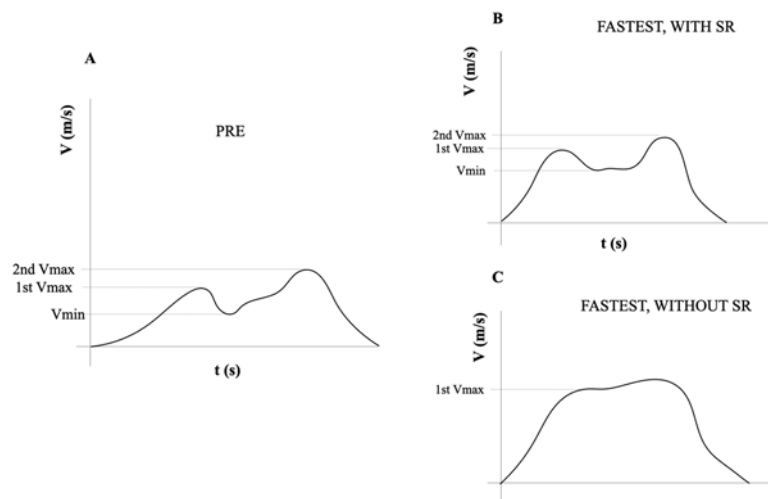 A
V (m/s)
PRE
2nd Vmax
1st Vmax
Vmin
t (s)
B
FASTEST, WITH SR
V (m/s)
2nd Vmax
1st Vmax
Vmin
t (s)
C
FASTEST, WITHOUT SR
V (m/s)
1st Vmax